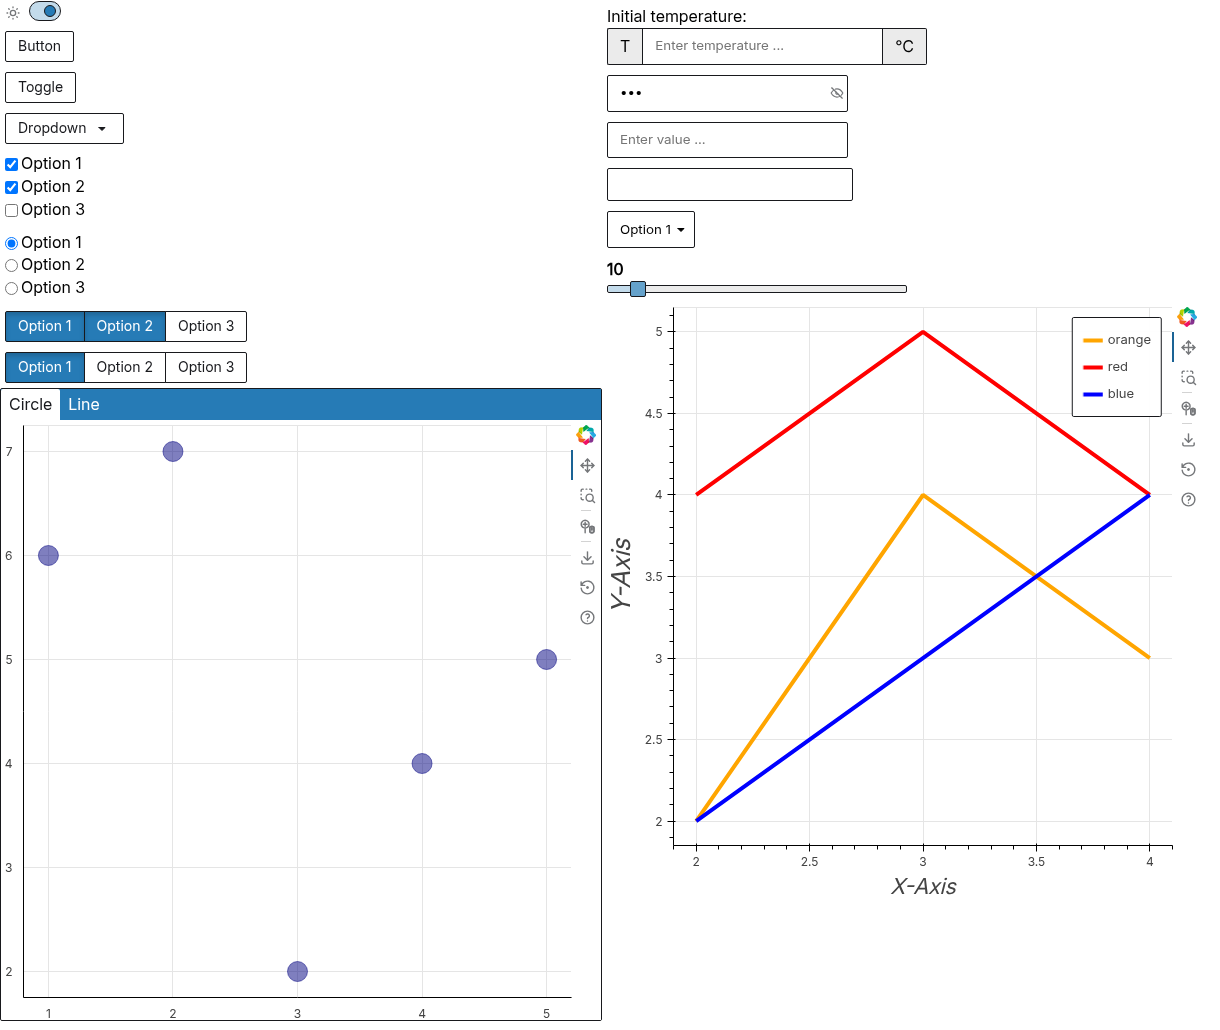 Button
Toggle
Dropdown
Option 1
Option 2
Option 3
Option 1
Option 2
Option 3
Option 1 Option 2 Option 3
Option 1 Option 2 Option 3
Circle Line
7
6
5
4
3
2
1 2 3 4 5
Initial temperature:
T Enter temperature ... °C
•••
Enter value ...
Option 1
10
orange
red
blue
Y-Axis
5
4.5
4
3.5
3
2.5
2
2 2.5 3 3.5 4
X-Axis